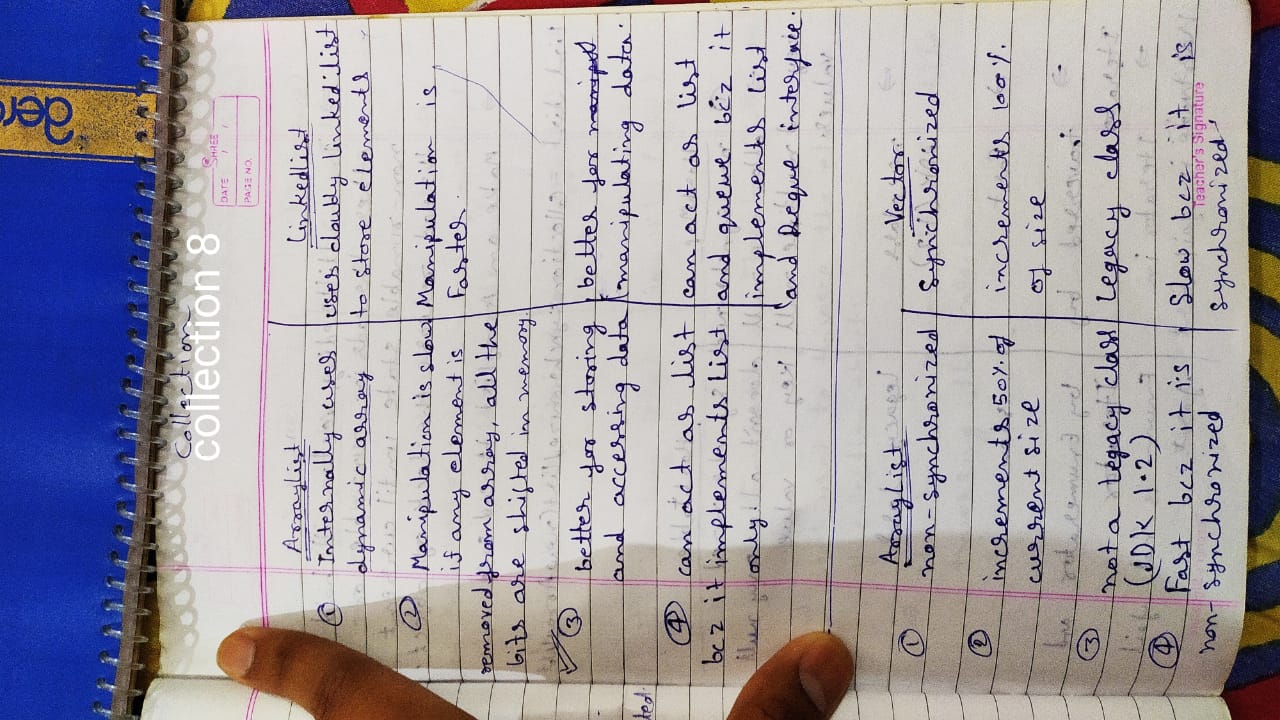 aero
Collection
collection 8
SHREE
DATE / /
PAGE NO.
ArrayList
Linkedlist
① Internally uses
dynamic array
uses doubly linked list
to store elements
② Manipulation is slow
if any element is
removed from array, all the
bits are shifted in memory.
Manipulation is
Faster.
③ better for storing
and accessing data
better for manipul
manipulating data.
ted.
④ can act as list
bcz it implements List
only.
can act as list
and queue bcz it
implements list
and Deque interface.
ArrayList
Vector
① non-synchronized
Synchronized
② increments 50% of
current size
increments 100%
of size
③ not a legacy class
(JDK 1.2)
Legacy class
④ Fast bcz it is
non-synchronized
Slow bcz it is
synchronized
Teacher's Signature